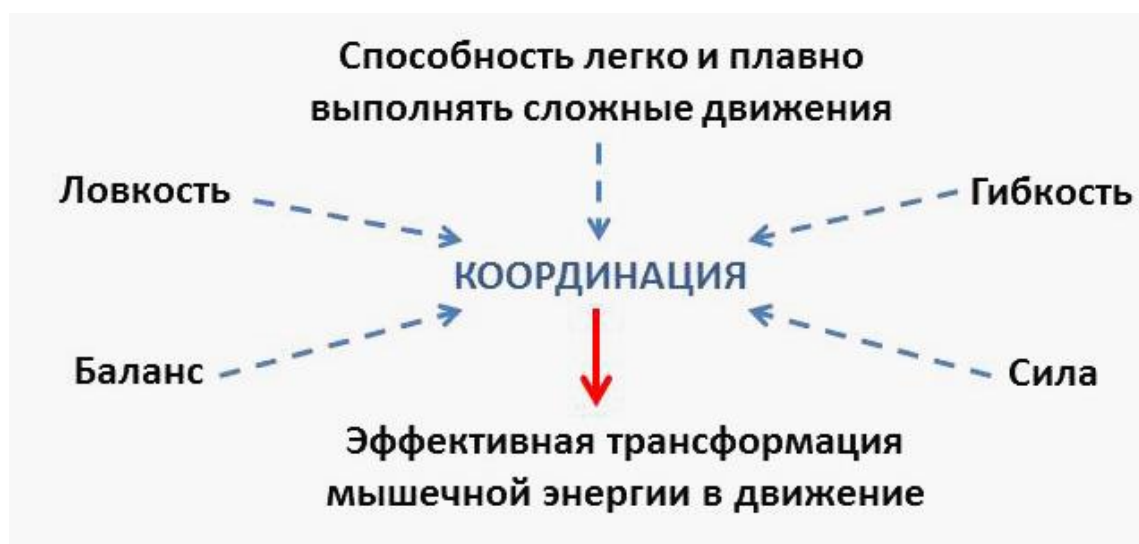 Способность легко и плавно
выполнять сложные движения
Ловкость
Гибкость
КООРДИНАЦИЯ
Баланс
Сила
Эффективная трансформация
мышечной энергии в движение